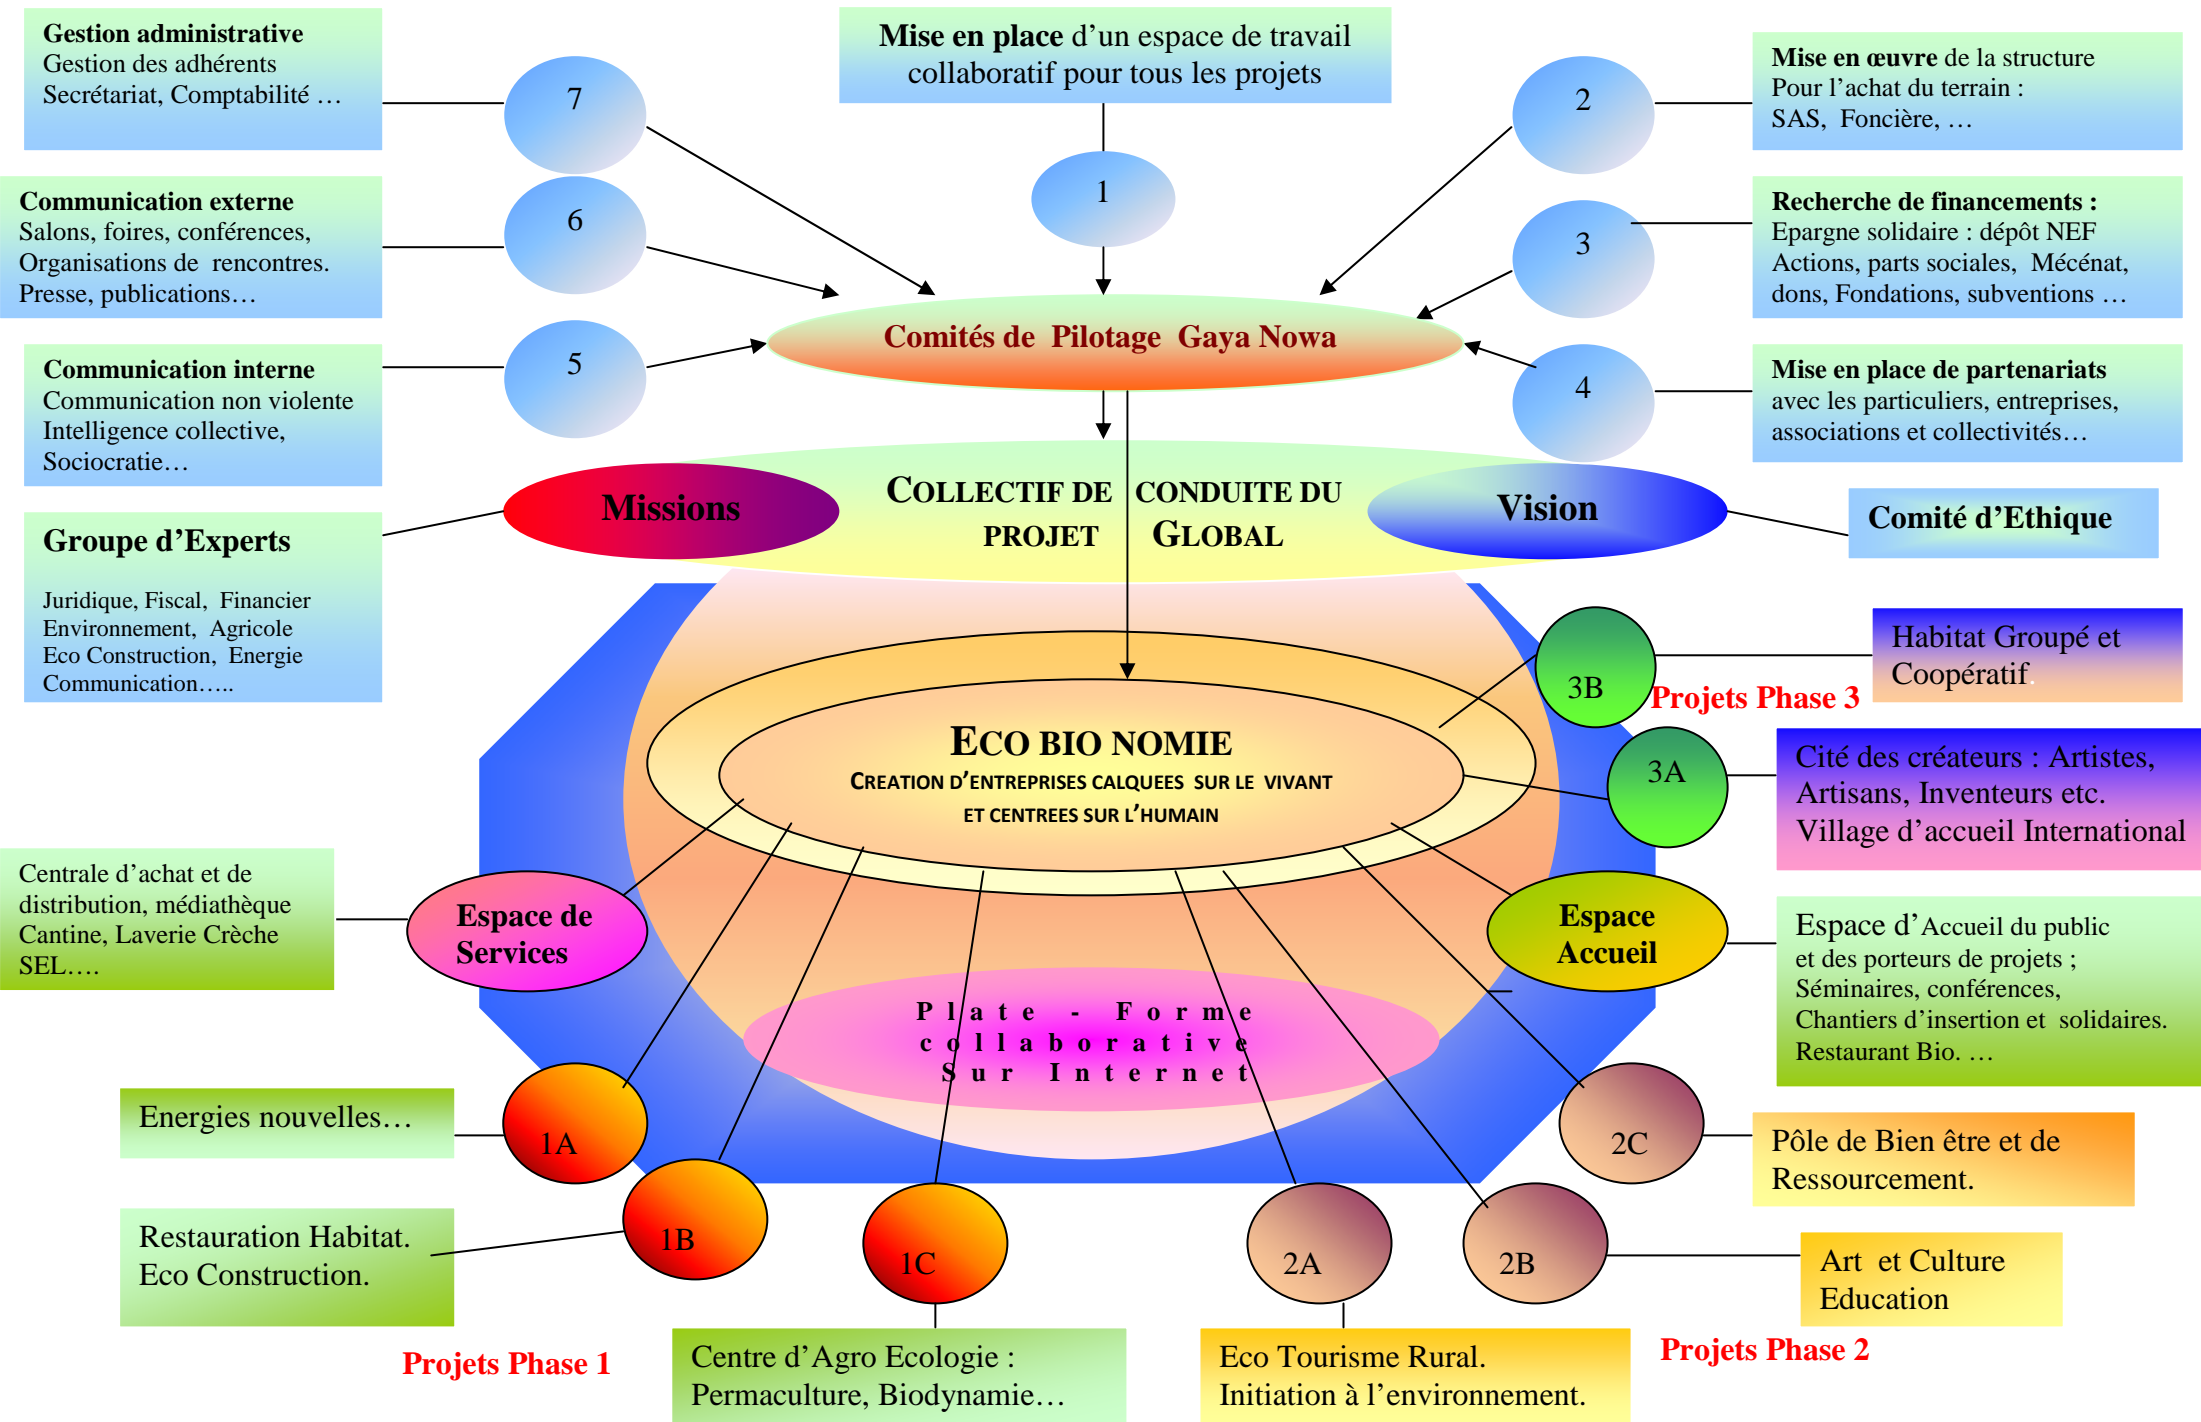 Gestion administrative
Gestion des adhérents
Secrétariat, Comptabilité …
7
Mise en place d’un espace de travail
collaboratif pour tous les projets
1
2
Mise en œuvre de la structure
Pour l’achat du terrain :
SAS, Foncière, …
Communication externe
Salons, foires, conférences,
Organisations de rencontres.
Presse, publications…
6
3
Recherche de financements :
Epargne solidaire : dépôt NEF
Actions, parts sociales, Mécénat,
dons, Fondations, subventions …
Comités de Pilotage Gaya Nowa
Communication interne
Communication non violente
Intelligence collective,
Sociocratie…
5
4
Mise en place de partenariats
avec les particuliers, entreprises,
associations et collectivités…
Missions
COLLECTIF DE CONDUITE DU
PROJET GLOBAL
Vision
Comité d’Ethique
Groupe d’Experts
Juridique, Fiscal, Financier
Environnement, Agricole
Eco Construction, Energie
Communication…..
3B
Habitat Groupé et
Coopératif.
Projets Phase 3
ECO BIO NOMIE
CREATION D’ENTREPRISES CALQUEES SUR LE VIVANT
ET CENTREES SUR L’HUMAIN
3A
Cité des créateurs : Artistes,
Artisans, Inventeurs etc.
Village d’accueil International
Centrale d’achat et de
distribution, médiathèque
Cantine, Laverie Crèche
SEL….
Espace de
Services
Espace
Accueil
Espace d’Accueil du public
et des porteurs de projets ;
Séminaires, conférences,
Chantiers d’insertion et solidaires.
Restaurant Bio. …
Plate - Forme
collaborative
Sur Internet
Energies nouvelles…
1A
2C
Pôle de Bien être et de
Ressourcement.
Restauration Habitat.
Eco Construction.
1B
1C
2A
2B
Art et Culture
Education
Projets Phase 1
Centre d’Agro Ecologie :
Permaculture, Biodynamie…
Eco Tourisme Rural.
Initiation à l’environnement.
Projets Phase 2